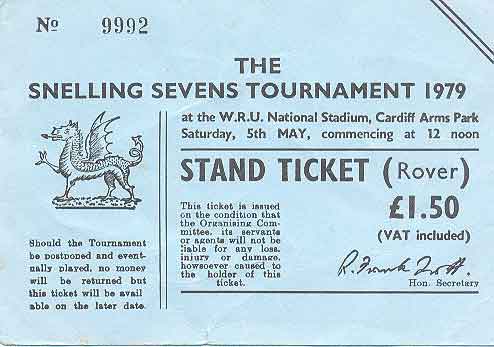 No 9992
THE
SNELLING SEVENS TOURNAMENT 1979
at the W.R.U. National Stadium, Cardiff Arms Park
Saturday, 5th MAY, commencing at 12 noon
STAND TICKET (Rover)
£1.50
(VAT included)
This ticket is issued
on the condition that
the Organising Com-
mittee, its servants
or agents will not be
liable for any loss,
injury or damage,
howsoever caused to
the holder of this
ticket.
R. Frank Trott.
Hon. Secretary
Should the Tournament
be postponed and event-
ually played, no money
will be returned but
this ticket will be avail
able on the later date.